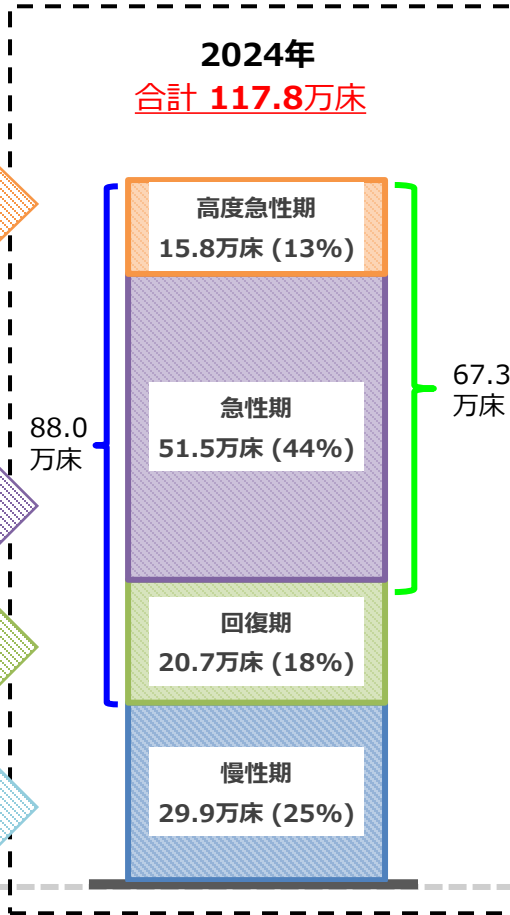 2024年
合計 117.8万床
高度急性期
15.8万床 (13%)
67.3
万床
急性期
51.5万床 (44%)
88.0
万床
回復期
20.7万床 (18%)
慢性期
29.9万床 (25%)